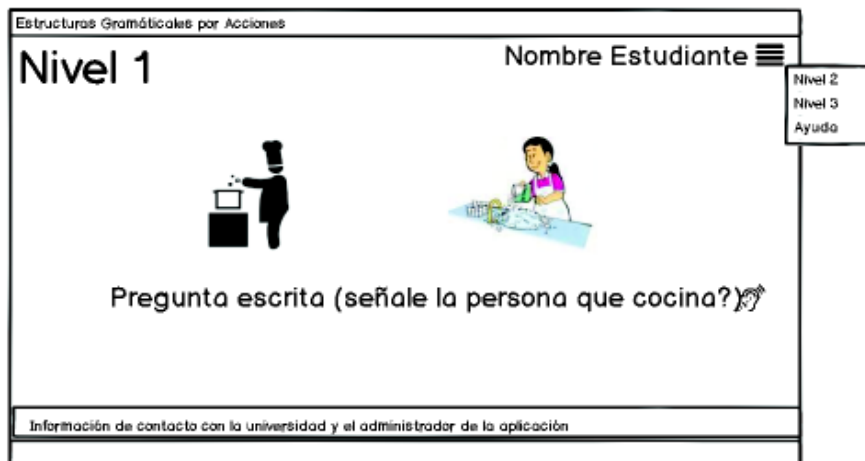 Estructuras Gramáticales por Acciones
Nivel 1
Nombre Estudiante
Nivel 2
Nivel 3
Ayuda
Pregunta escrita (señale la persona que cocina?)
Información de contacto con la universidad y el administrador de la aplicación